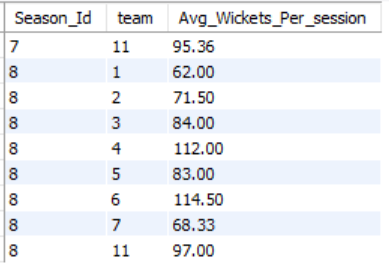 Season_Id team Avg_Wickets_Per_session
7 11 95.36
8 1 62.00
8 2 71.50
8 3 84.00
8 4 112.00
8 5 83.00
8 6 114.50
8 7 68.33
8 11 97.00